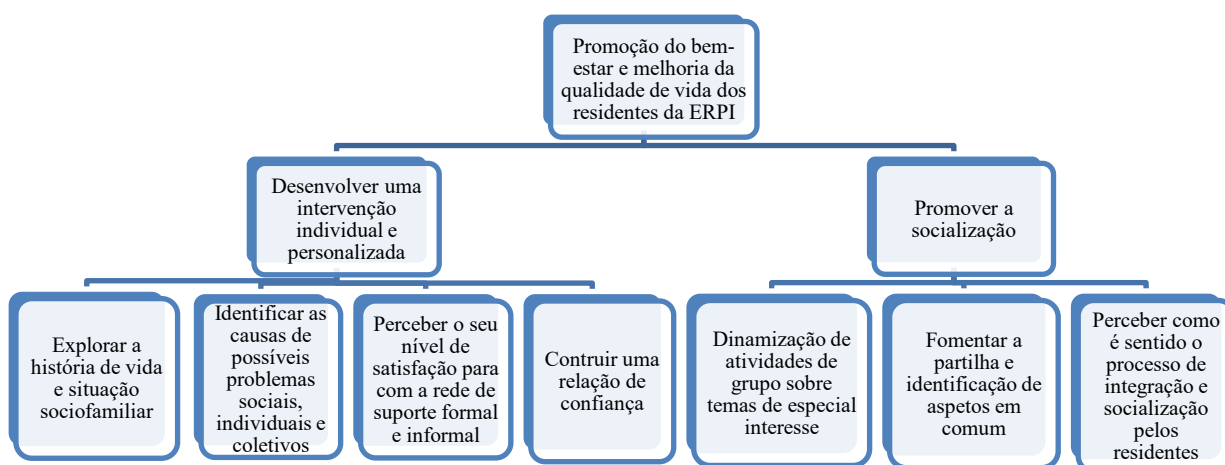 Promoção do bem-
estar e melhoria da
qualidade de vida dos
residentes da ERPI
Desenvolver uma
intervenção
individual e
personalizada
Promover a
socialização
Explorar a
história de vida
e situação
sociofamiliar
Identificar as
causas de
possíveis
problemas
sociais,
individuais e
coletivos
Perceber o seu
nível de
satisfação para
com a rede de
suporte formal
e informal
Contruir uma
relação de
confiança
Dinamização de
atividades de
grupo sobre
temas de especial
interesse
Fomentar a
partilha e
identificação de
aspetos em
comum
Perceber como
é sentido o
processo de
integração e
socialização
pelos
residentes